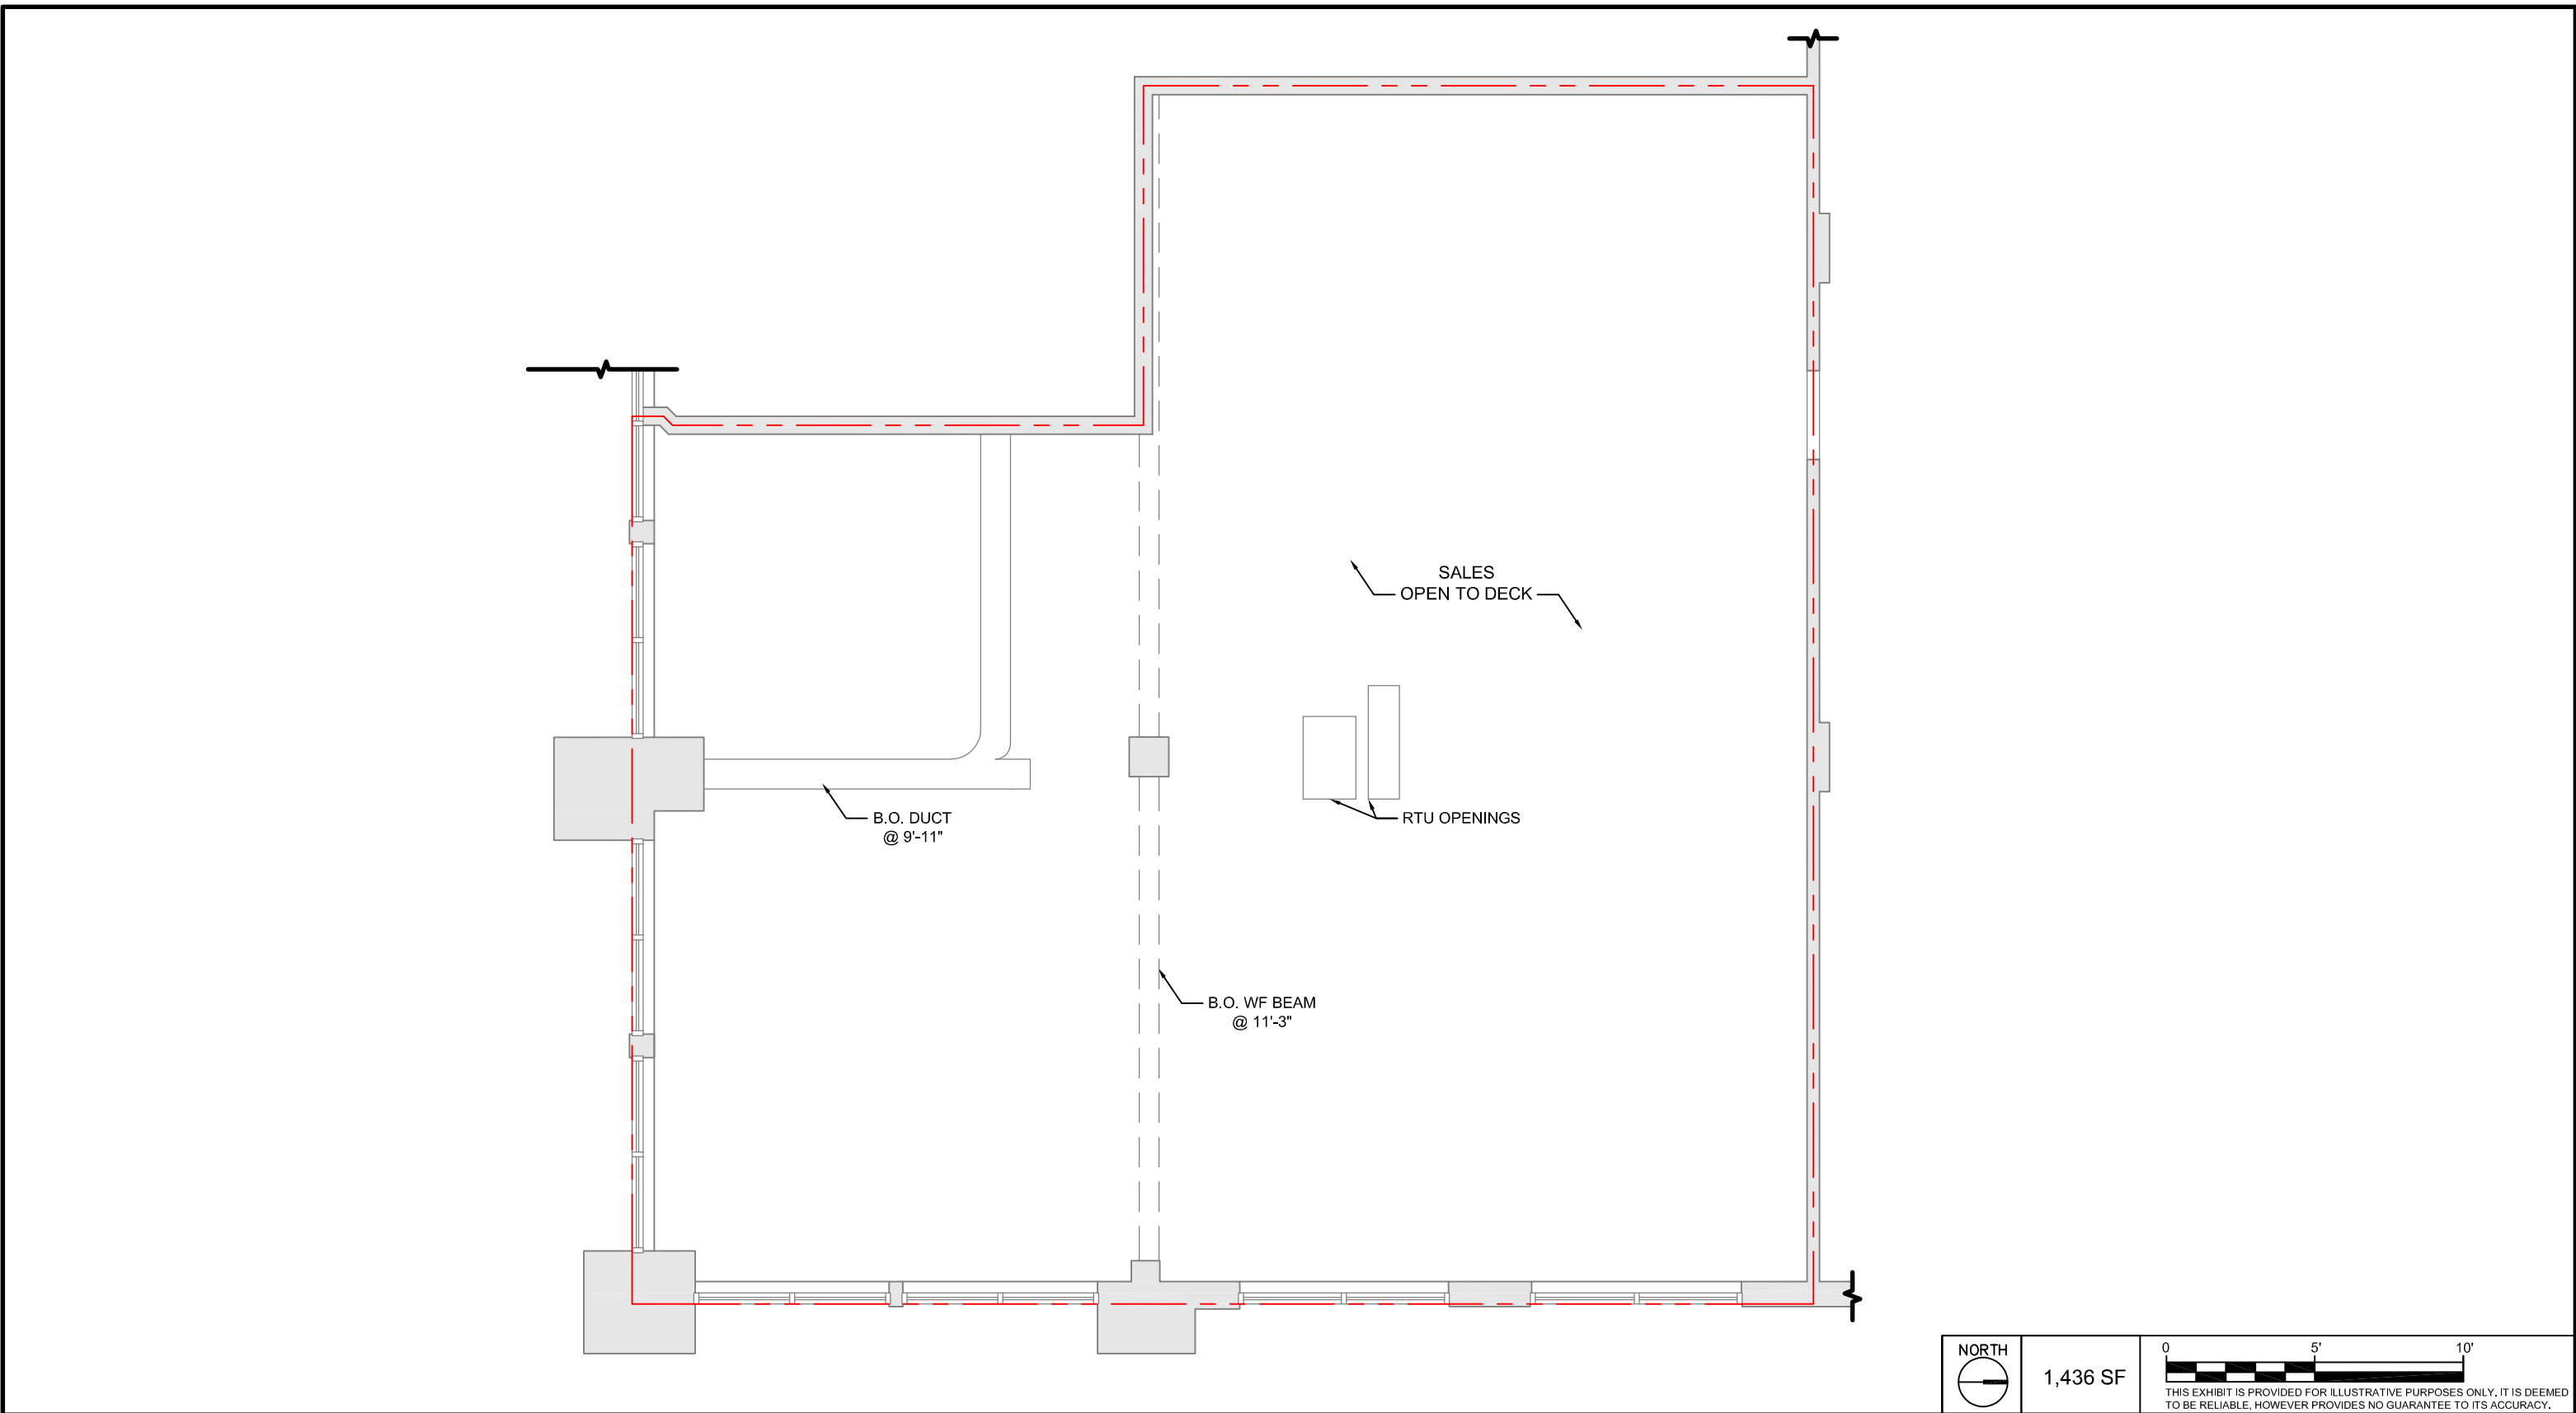 SALES
OPEN TO DECK
B.O. DUCT
@ 9'-11"
RTU OPENINGS
B.O. WF BEAM
@ 11'-3"
NORTH
1,436 SF
0 5' 10'
THIS EXHIBIT IS PROVIDED FOR ILLUSTRATIVE PURPOSES ONLY. IT IS DEEMED
TO BE RELIABLE, HOWEVER PROVIDES NO GUARANTEE TO ITS ACCURACY.